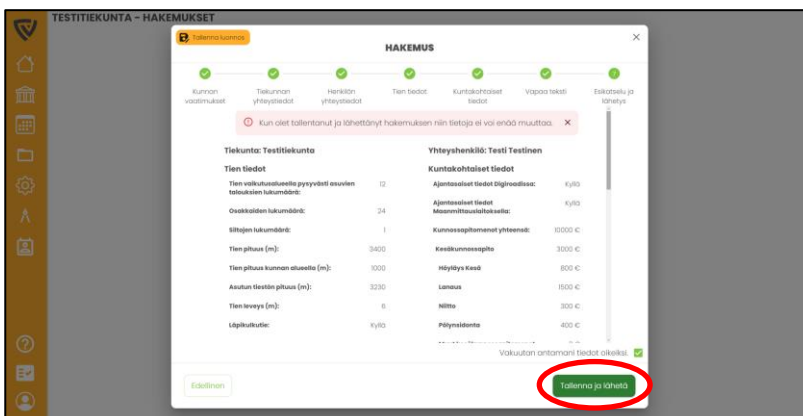 TESTITIEKUNTA - HAKEMUKSET
Tallenna luonnos
HAKEMUS
Kunnan vaatimukset
Tiekunnan yhteystiedot
Henkilön yhteystiedot
Tien tiedot
Kuntakohtaiset tiedot
Vapaa teksti
7
Esikatselu ja lähetys
Kun olet tallentanut ja lähettänyt hakemuksen niin tietoja ei voi enää muuttaa.
Tiekunta: Testitiekunta
Tien tiedot
Tien vaikutusalueella pysyvästi asuvien talouksien lukumäärä: 12
Osakkaiden lukumäärä: 24
Siltojen lukumäärä: 1
Tien pituus (m): 3400
Tien pituus kunnan alueella (m): 1000
Asutun tiestön pituus (m): 3230
Tien leveys (m): 6
Läpikulkutie: Kyllä
Yhteyshenkilö: Testi Testinen
Kuntakohtaiset tiedot
Ajantasaiset tiedot Digiroadissa: Kyllä
Ajantasaiset tiedot Maanmittauslaitoksella: Kyllä
Kunnossapitomenot yhteensä: 10000 €
Kesäkunnossapito 3000 €
Höyläys Kesä 800 €
Lanaus 1500 €
Niitto 300 €
Pölynsidonta 400 €
Vakuutan antamani tiedot oikeiksi.
Edellinen
Tallenna ja lähetä